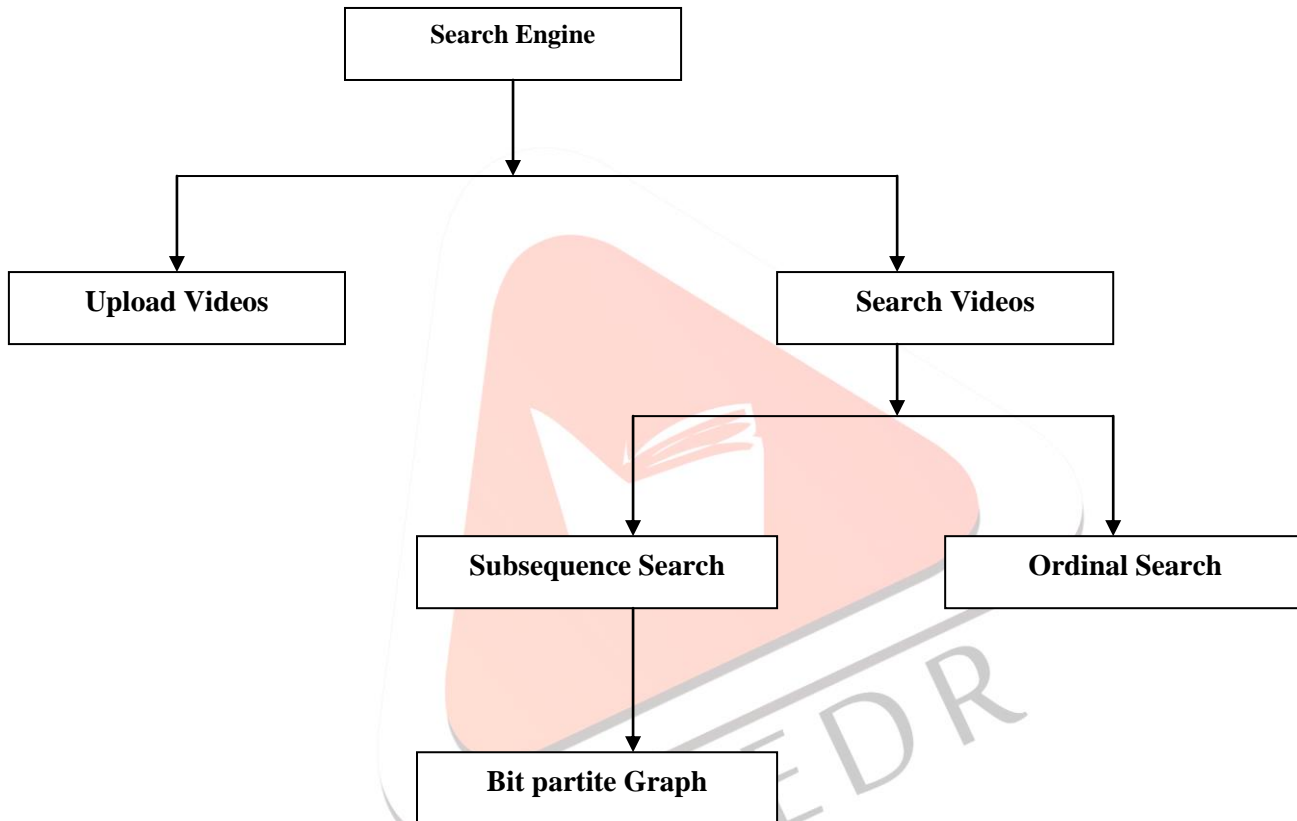 Search Engine
Upload Videos
Search Videos
Subsequence Search
Ordinal Search
Bit partite Graph
EDR